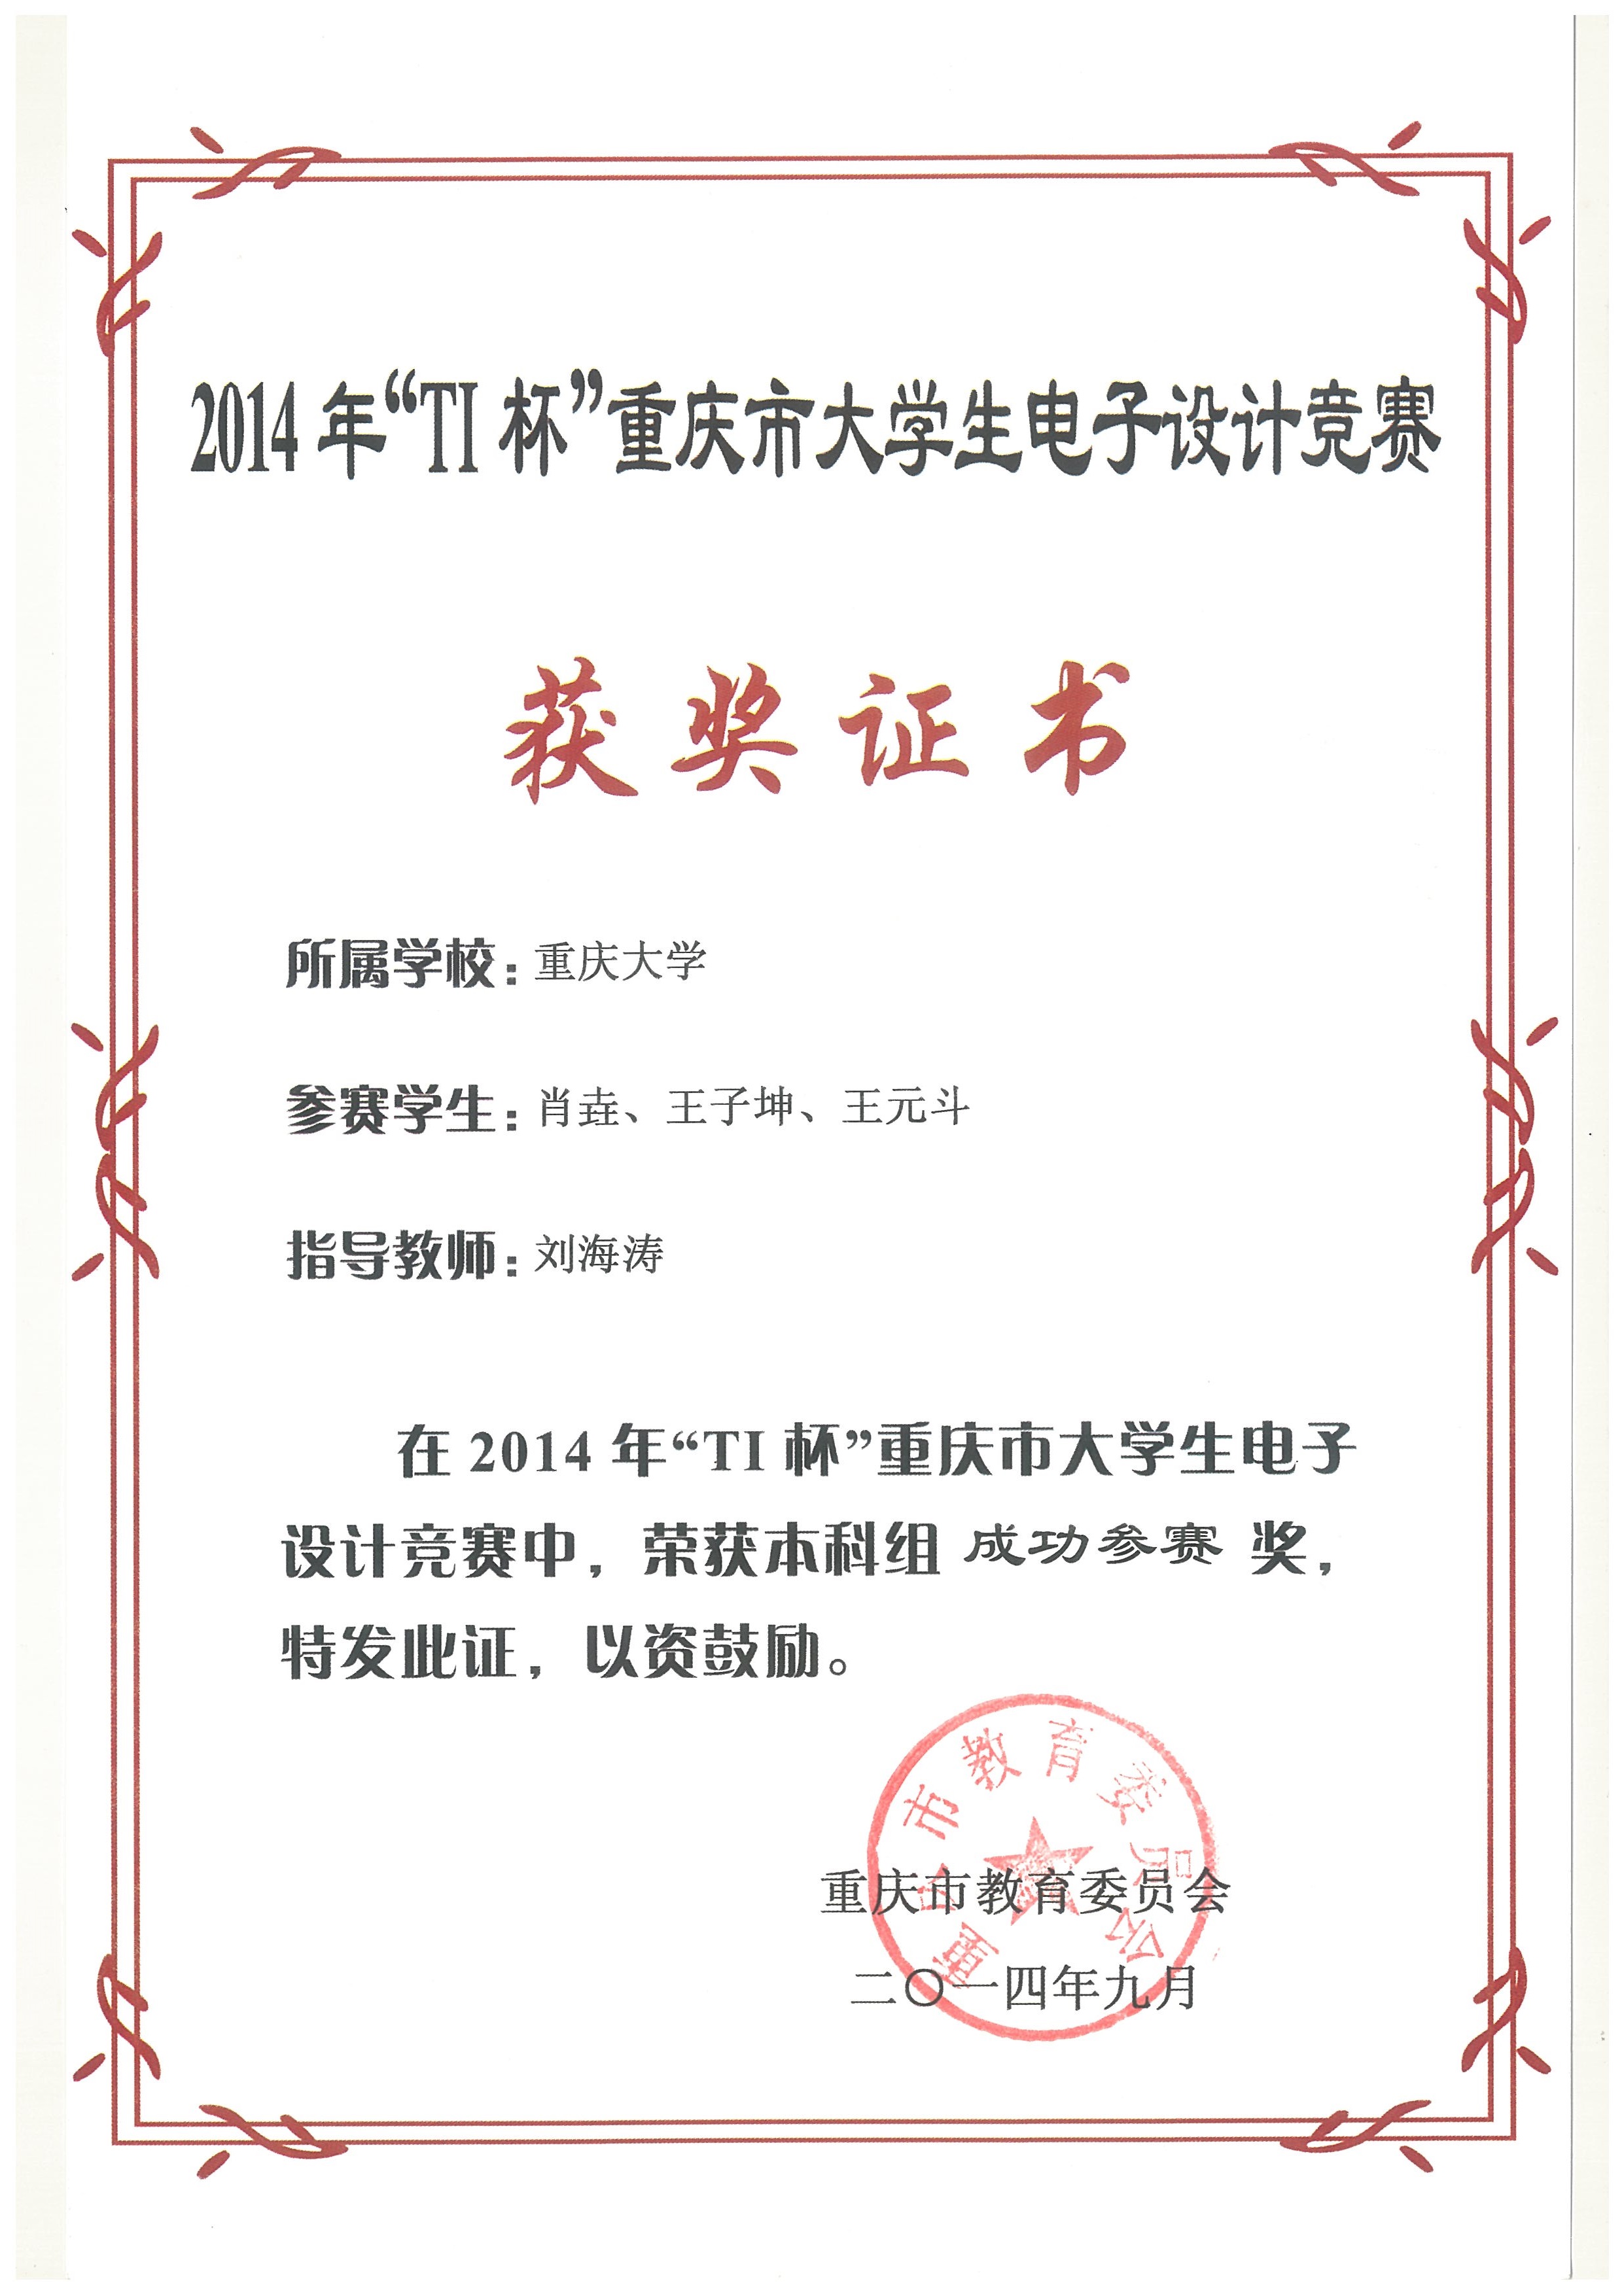 2014 年“TI 杯”重庆市大学生电子设计竞赛
获奖证书
所属学校：重庆大学
参赛学生：肖垚、王子坤、王元斗
指导教师：刘海涛
在 2014 年“TI 杯”重庆市大学生电子
设计竞赛中，荣获本科组 成功参赛 奖，
特发此证，以资鼓励。
重庆市教育委员会
重庆市教育委员会
二〇一四年九月